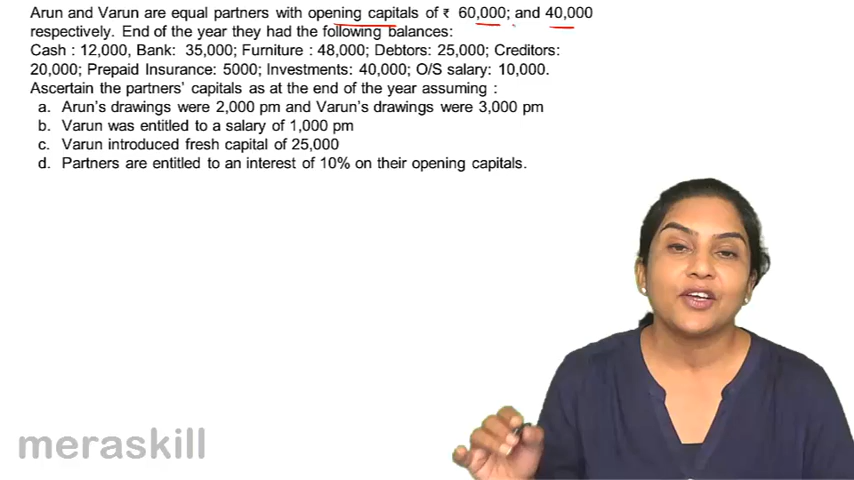 Arun and Varun are equal partners with opening capitals of ₹ 60,000; and 40,000
respectively. End of the year they had the following balances:
Cash : 12,000, Bank: 35,000; Furniture : 48,000; Debtors: 25,000; Creditors:
20,000; Prepaid Insurance: 5000; Investments: 40,000; O/S salary: 10,000.
Ascertain the partners' capitals as at the end of the year assuming :
a. Arun's drawings were 2,000 pm and Varun's drawings were 3,000 pm
b. Varun was entitled to a salary of 1,000 pm
c. Varun introduced fresh capital of 25,000
d. Partners are entitled to an interest of 10% on their opening capitals.
meraskill